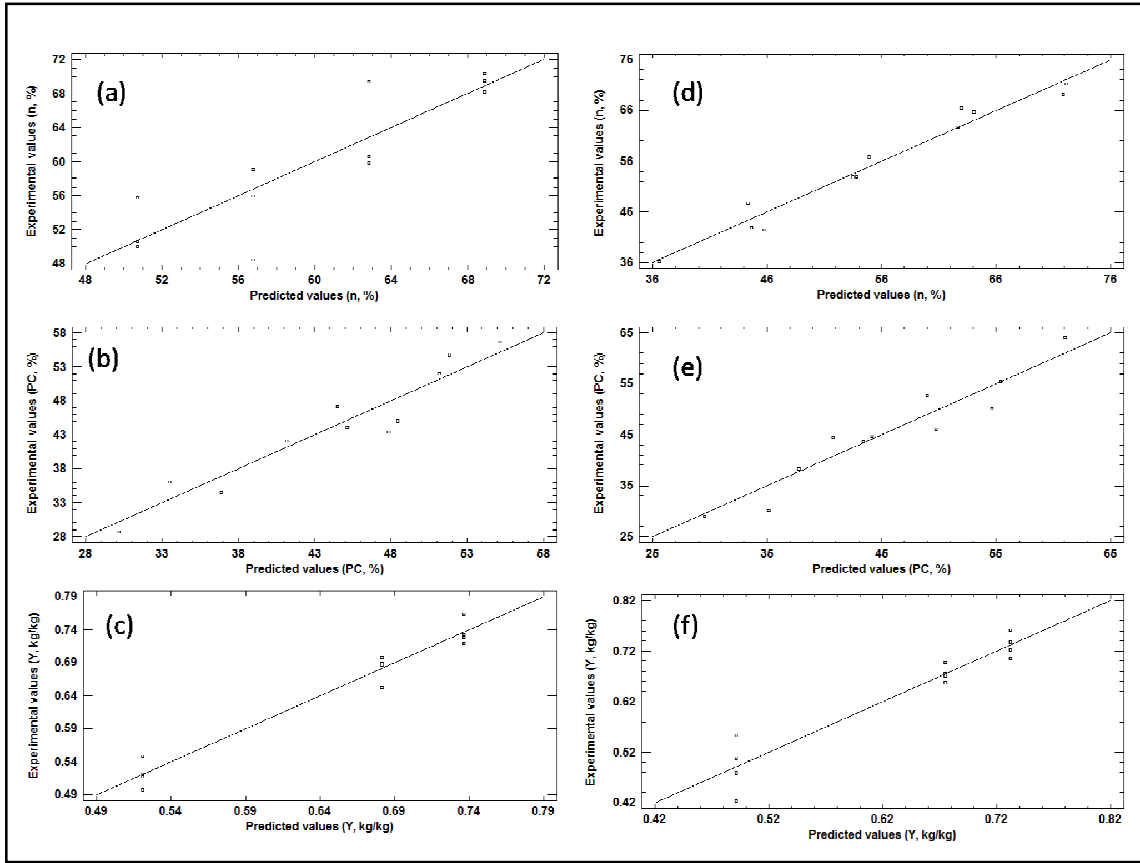 (a)
Experimental values (n, %)
72
68
64
60
56
52
48
48 52 56 60 64 68 72
Predicted values (n, %)
(d)
Experimental values (n, %)
76
66
56
46
36
36 46 56 66 76
Predicted values (n, %)
(b)
Experimental values (PC, %)
58
53
48
43
38
33
28
28 33 38 43 48 53 58
Predicted values (PC, %)
(e)
Experimental values (PC, %)
65
55
45
35
25
25 35 45 55 65
Predicted values (PC, %)
(c)
Experimental values (Y, kg/kg)
0.79
0.74
0.69
0.64
0.59
0.54
0.49
0.49 0.54 0.59 0.64 0.69 0.74 0.79
Predicted values (Y, kg/kg)
(f)
Experimental values (Y, kg/kg)
0.82
0.72
0.62
0.52
0.42
0.42 0.52 0.62 0.72 0.82
Predicted values (Y, kg/kg)